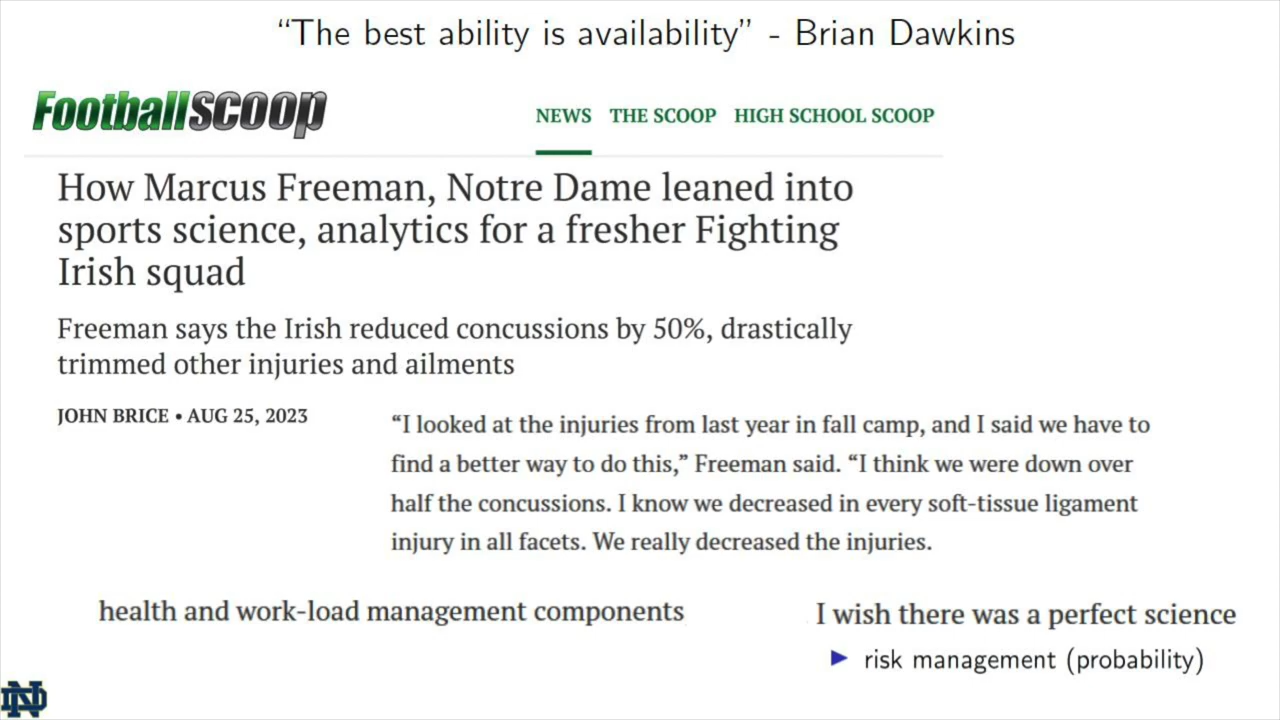 “The best ability is availability” - Brian Dawkins
FootballSCOOP
NEWS THE SCOOP HIGH SCHOOL SCOOP
How Marcus Freeman, Notre Dame leaned into
sports science, analytics for a fresher Fighting
Irish squad
Freeman says the Irish reduced concussions by 50%, drastically
trimmed other injuries and ailments
JOHN BRICE • AUG 25, 2023
“I looked at the injuries from last year in fall camp, and I said we have to
find a better way to do this,” Freeman said. “I think we were down over
half the concussions. I know we decreased in every soft-tissue ligament
injury in all facets. We really decreased the injuries.
health and work-load management components
I wish there was a perfect science
▶ risk management (probability)
ND